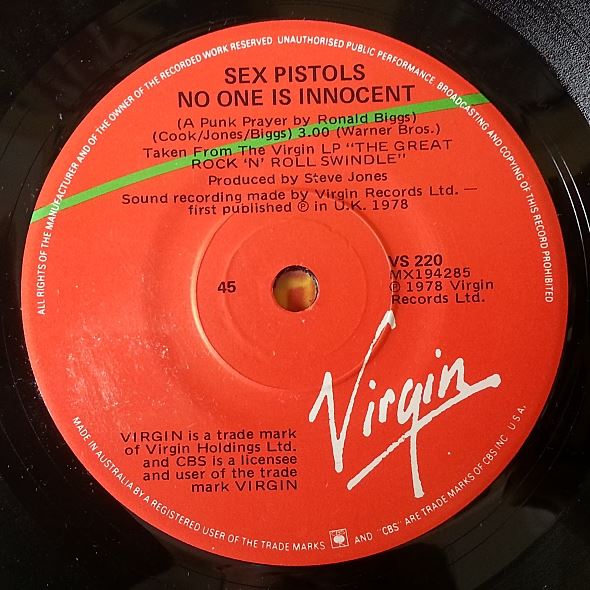 ALL RIGHTS OF THE MANUFACTURER AND OF THE OWNER OF THE RECORDED WORK RESERVED UNAUTHORISED PUBLIC PERFORMANCE, BROADCASTING AND COPYING OF THIS RECORD PROHIBITED
SEX PISTOLS
NO ONE IS INNOCENT
(A Punk Prayer by Ronald Biggs)
(Cook/Jones/Biggs) 3.00 (Warner Bros.)
Taken From The Virgin LP "THE GREAT
ROCK 'N' ROLL SWINDLE"
Produced by Steve Jones
Sound recording made by Virgin Records Ltd. —
first published ℗ in U.K. 1978
45
VS 220
MX194285
℗ 1978 Virgin
Records Ltd.
Virgin
VIRGIN is a trade mark
of Virgin Holdings Ltd.
and CBS is a licensee
and user of the trade
mark VIRGIN
MADE IN AUSTRALIA BY A REGISTERED USER OF THE TRADE MARKS AND "CBS" ARE TRADE MARKS OF CBS INC U.S.A.